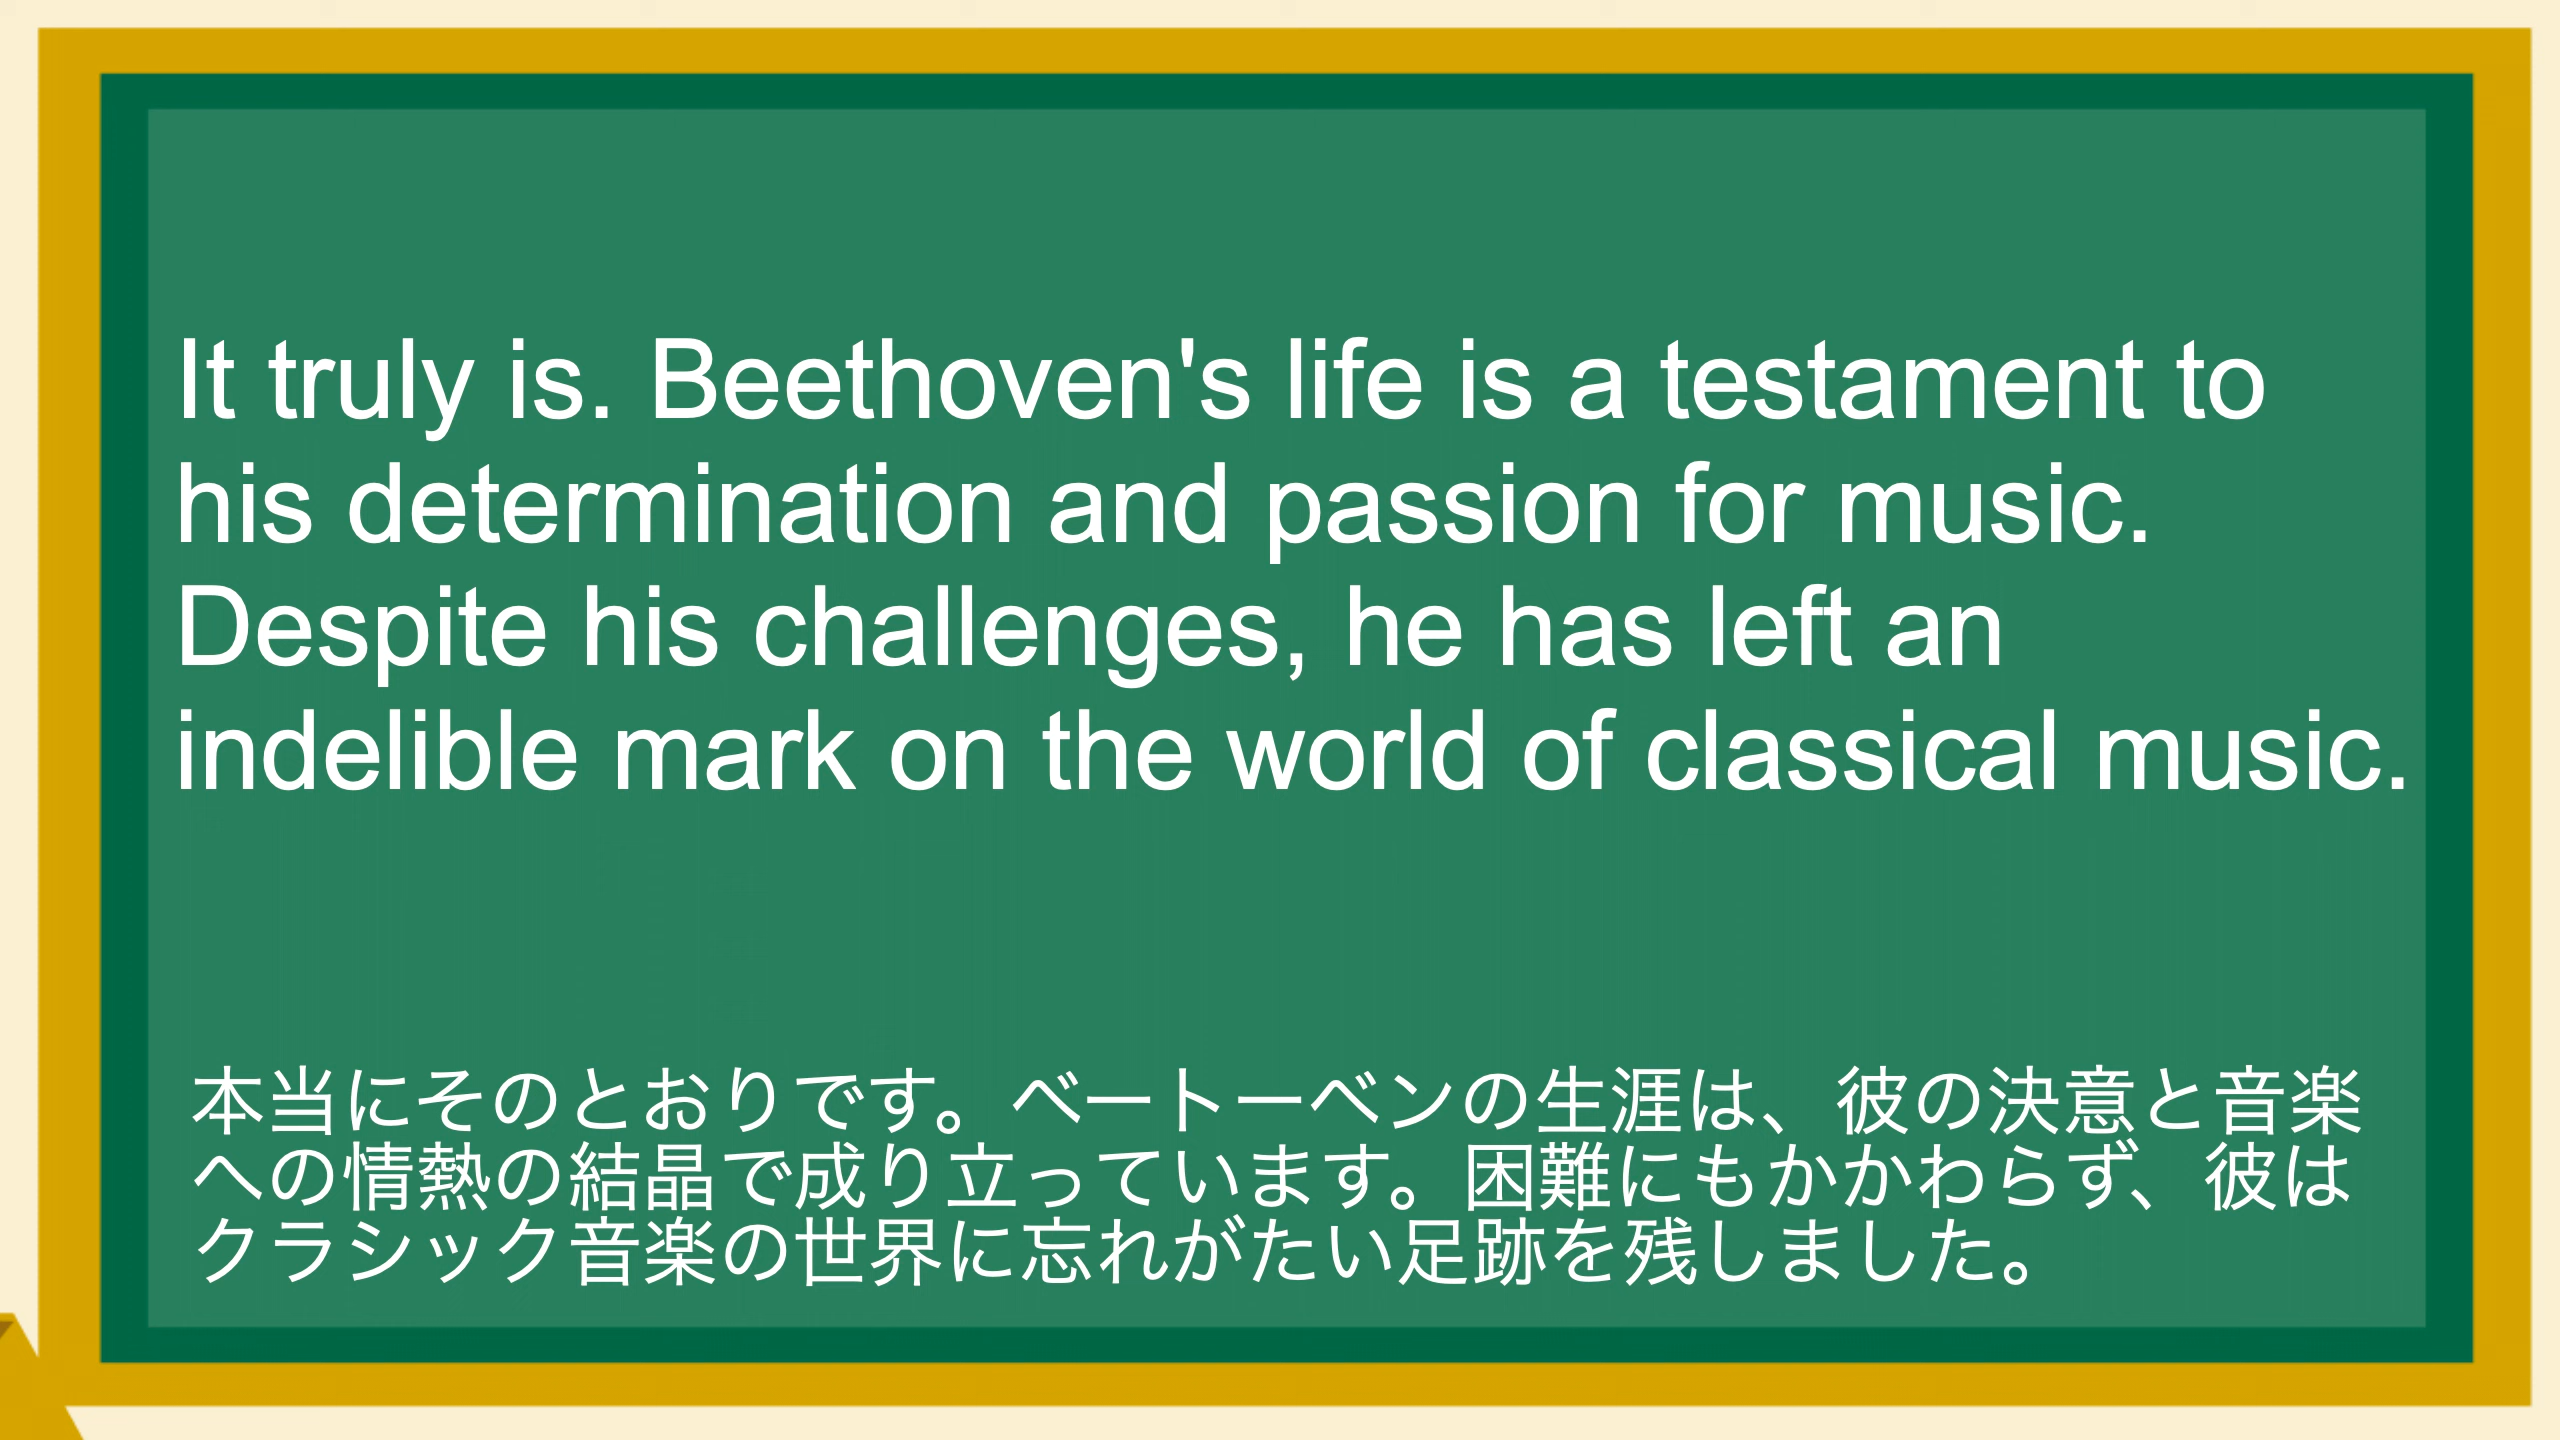 It truly is. Beethoven's life is a testament to
his determination and passion for music.
Despite his challenges, he has left an
indelible mark on the world of classical music.
本当にそのとおりです。ベートーベンの生涯は、彼の決意と音楽
への情熱の結晶で成り立っています。困難にもかかわらず、彼は
クラシック音楽の世界に忘れがたい足跡を残しました。